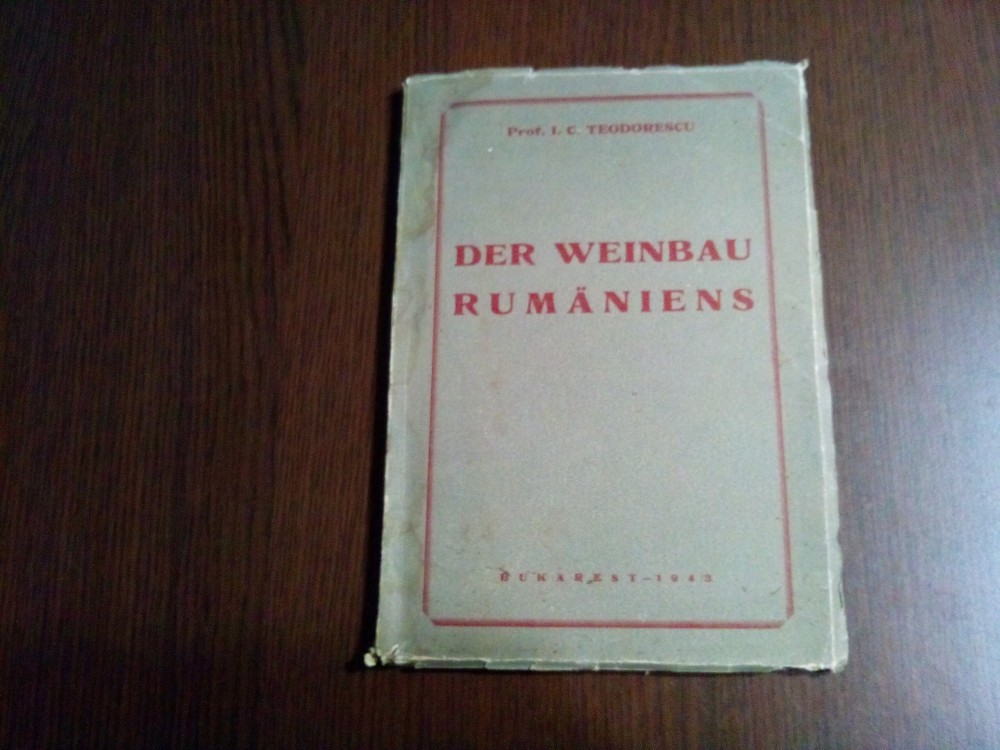 Prof. I. C. TEODORESCU
DER WEINBAU
RUMÄNIENS
BUKAREST-1943